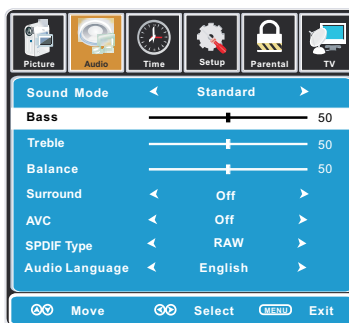 Picture Audio Time Setup Parental TV
Sound Mode Standard
Bass 50
Treble 50
Balance 50
Surround Off
AVC Off
SPDIF Type RAW
Audio Language English
Move Select MENU Exit